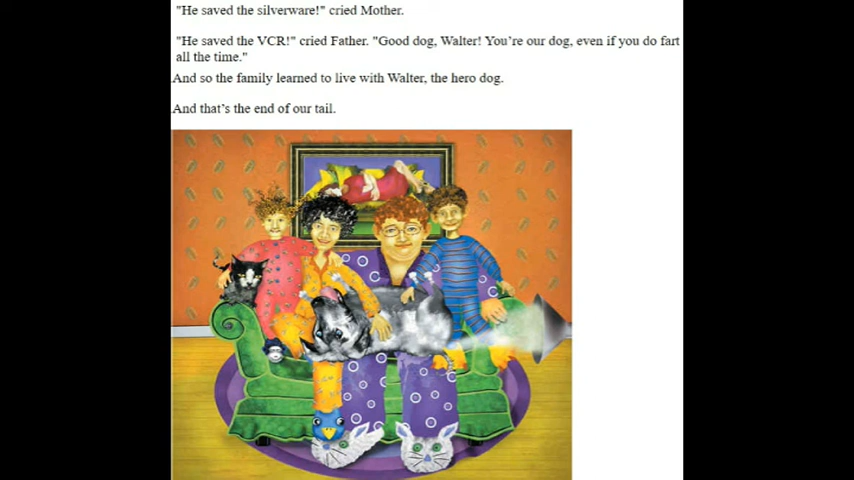 "He saved the silverware!" cried Mother.
"He saved the VCR!" cried Father. "Good dog, Walter! You’re our dog, even if you do fart
all the time."
And so the family learned to live with Walter, the hero dog.
And that’s the end of our tail.